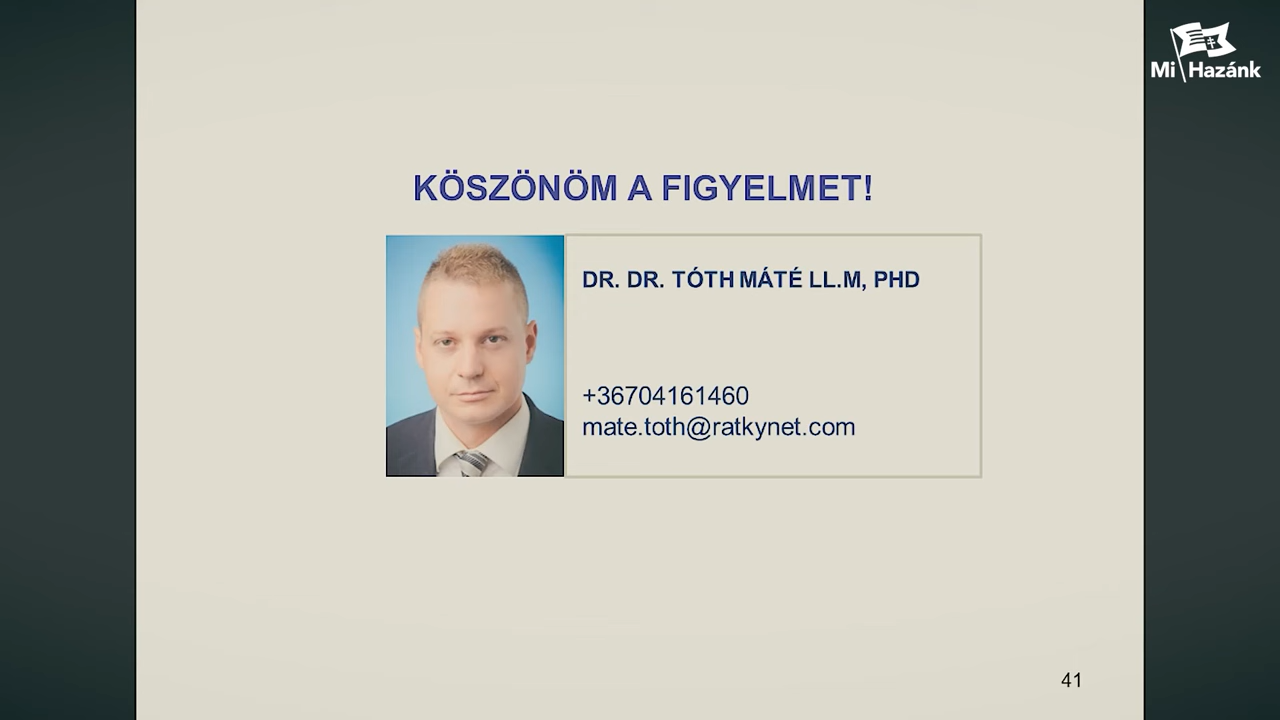 Mi Hazánk
KÖSZÖNÖM A FIGYELMET!
DR. DR. TÓTH MÁTÉ LL.M, PHD
+36704161460
mate.toth@ratkynet.com
41